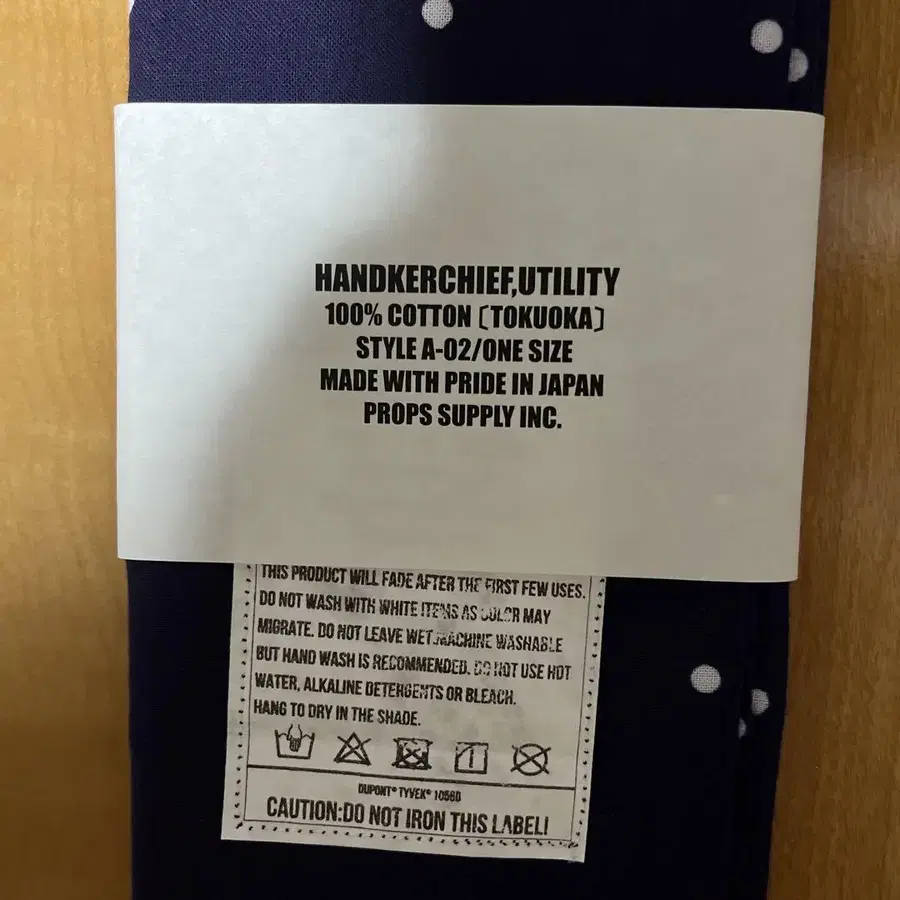 HANDKERCHIEF,UTILITY
100% COTTON〔TOKUOKA〕
STYLE A-02/ONE SIZE
MADE WITH PRIDE IN JAPAN
PROPS SUPPLY INC.
THIS PRODUCT WILL FADE AFTER THE FIRST FEW USES.
DO NOT WASH WITH WHITE ITEMS AS COLOR MAY
MIGRATE. DO NOT LEAVE WET.MACHINE WASHABLE
BUT HAND WASH IS RECOMMENDED. DO NOT USE HOT
WATER, ALKALINE DETERGENTS OR BLEACH.
HANG TO DRY IN THE SHADE.
DUPONT® TYVEK® 1056D
CAUTION:DO NOT IRON THIS LABEL!